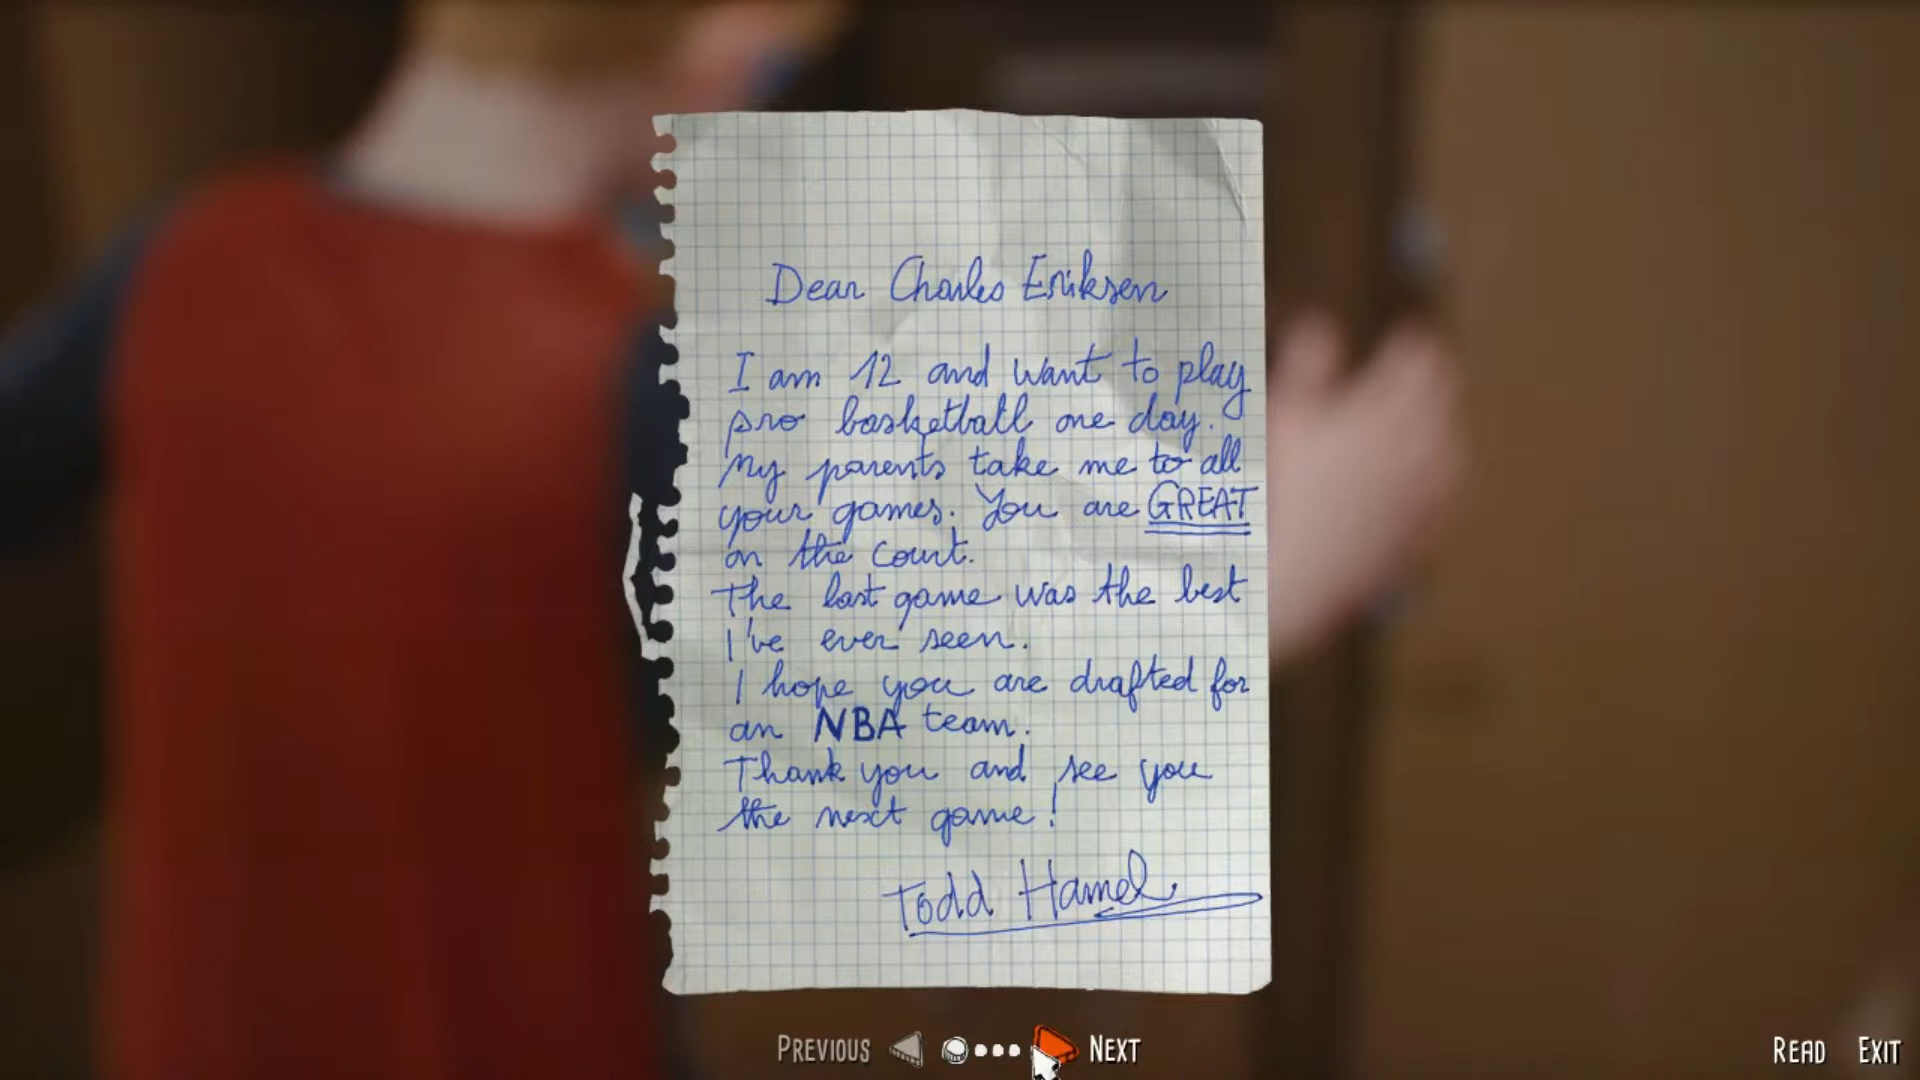 Dear Charles Eriksen
I am 12 and want to play
pro basketball one day.
My parents take me to all
your games. You are GREAT
on the court.
The last game was the best
I've ever seen.
I hope you are drafted for
an NBA team.
Thank you and see you
the next game!
Todd Hamel
PREVIOUS NEXT
READ EXIT